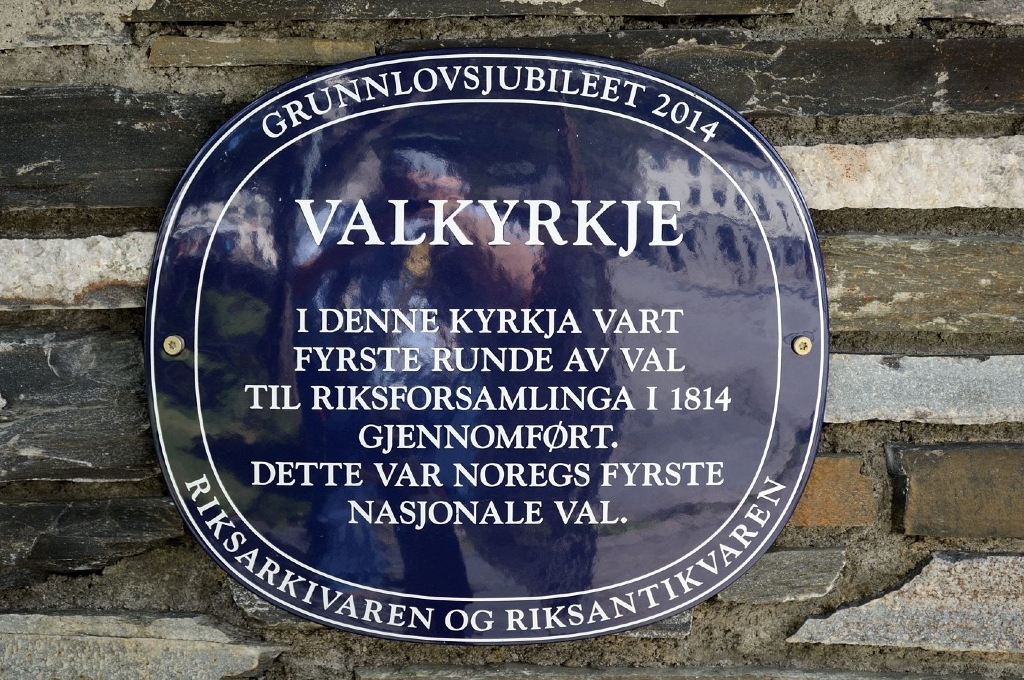 GRUNNLOVSJUBILEET 2014
VALKYRKJE
I DENNE KYRKJA VART
FYRSTE RUNDE AV VAL
TIL RIKSFORSAMLINGA I 1814
GJENNOMFØRT.
DETTE VAR NOREGS FYRSTE
NASJONALE VAL.
RIKSARKIVAREN OG RIKSANTIKVAREN